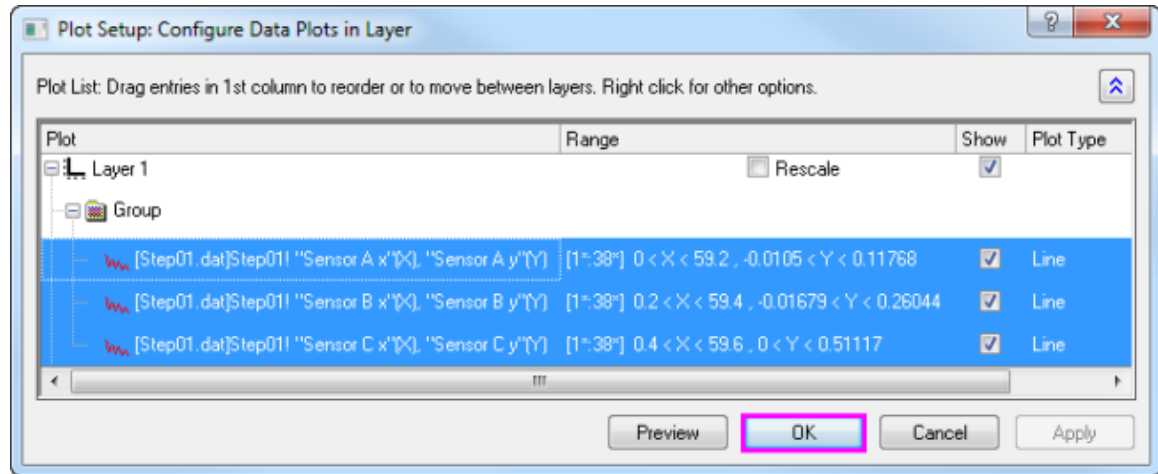 Plot Setup: Configure Data Plots in Layer
Plot List: Drag entries in 1st column to reorder or to move between layers. Right click for other options.
Plot Range Show Plot Type
Layer 1 Rescale
Group
[Step01.dat]Step01! "Sensor A x"(X), "Sensor A y"(Y) [1*:38*] 0 < X < 59.2 , -0.0105 < Y < 0.11768 Line
[Step01.dat]Step01! "Sensor B x"(X), "Sensor B y"(Y) [1*:38*] 0.2 < X < 59.4 , -0.01679 < Y < 0.26044 Line
[Step01.dat]Step01! "Sensor C x"(X), "Sensor C y"(Y) [1*:38*] 0.4 < X < 59.6 , 0 < Y < 0.51117 Line
Preview OK Cancel Apply